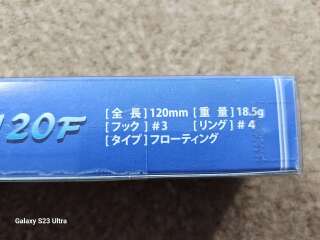 120F
[全 長]120mm [重 量]18.5g
[フック]#3 [リング]#4
[タイプ]フローティング
Galaxy S23 Ultra